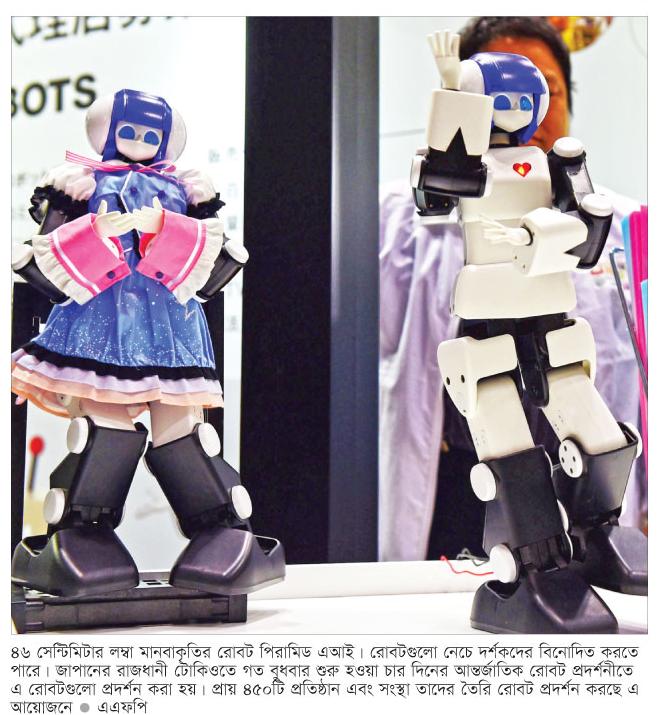 BOTS
৪৬ সেন্টিমিটার লম্বা মানবাকৃতির রোবট পিরামিড এআই। রোবটগুলো নেচে দর্শকদের বিনোদিত করতে
পারে। জাপানের রাজধানী টোকিওতে গত বুধবার শুরু হওয়া চার দিনের আন্তর্জাতিক রোবট প্রদর্শনীতে
এ রোবটগুলো প্রদর্শন করা হয়। প্রায় ৪৫০টি প্রতিষ্ঠান এবং সংস্থা তাদের তৈরি রোবট প্রদর্শন করছে এ
আয়োজনে ● এএফপি